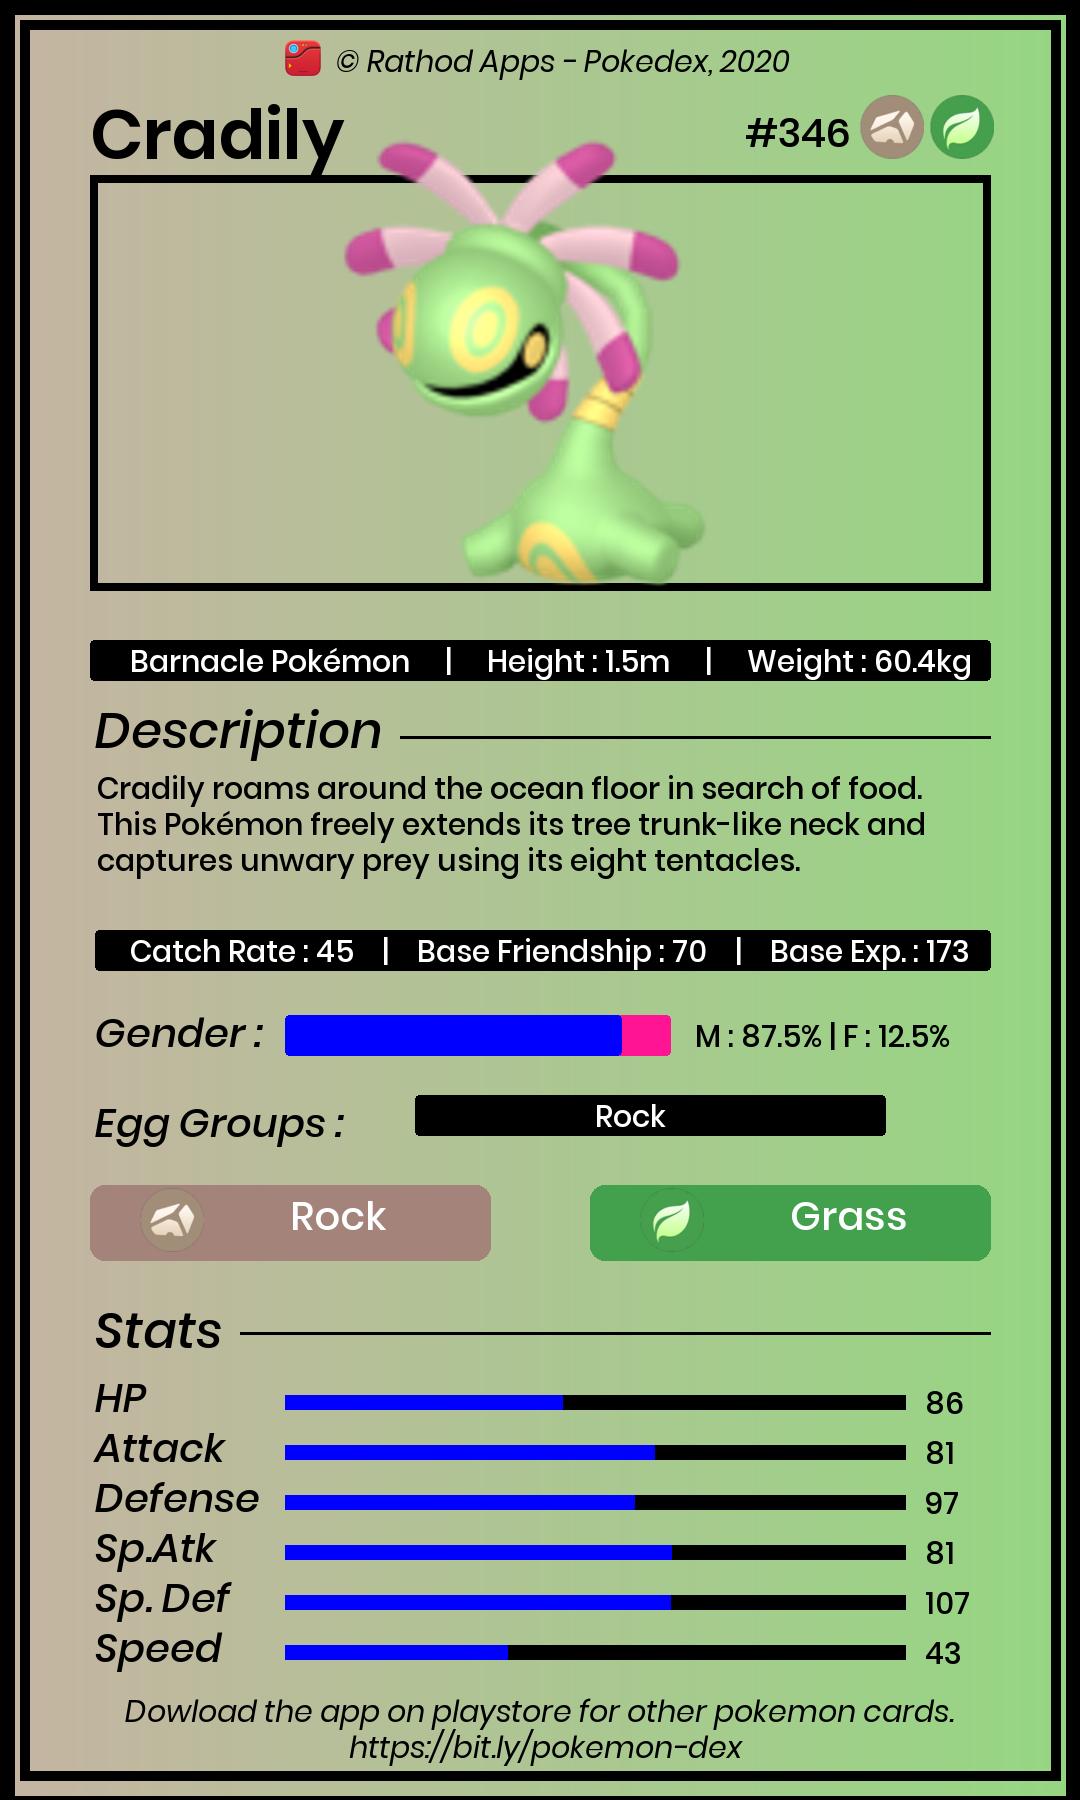 © Rathod Apps - Pokedex, 2020
Cradily #346
Barnacle Pokémon | Height : 1.5m | Weight : 60.4kg
Description
Cradily roams around the ocean floor in search of food.
This Pokémon freely extends its tree trunk-like neck and
captures unwary prey using its eight tentacles.
Catch Rate : 45 | Base Friendship : 70 | Base Exp. : 173
Gender : M : 87.5% | F : 12.5%
Egg Groups : Rock
Rock Grass
Stats
HP 86
Attack 81
Defense 97
Sp.Atk 81
Sp. Def 107
Speed 43
Dowload the app on playstore for other pokemon cards.
https://bit.ly/pokemon-dex